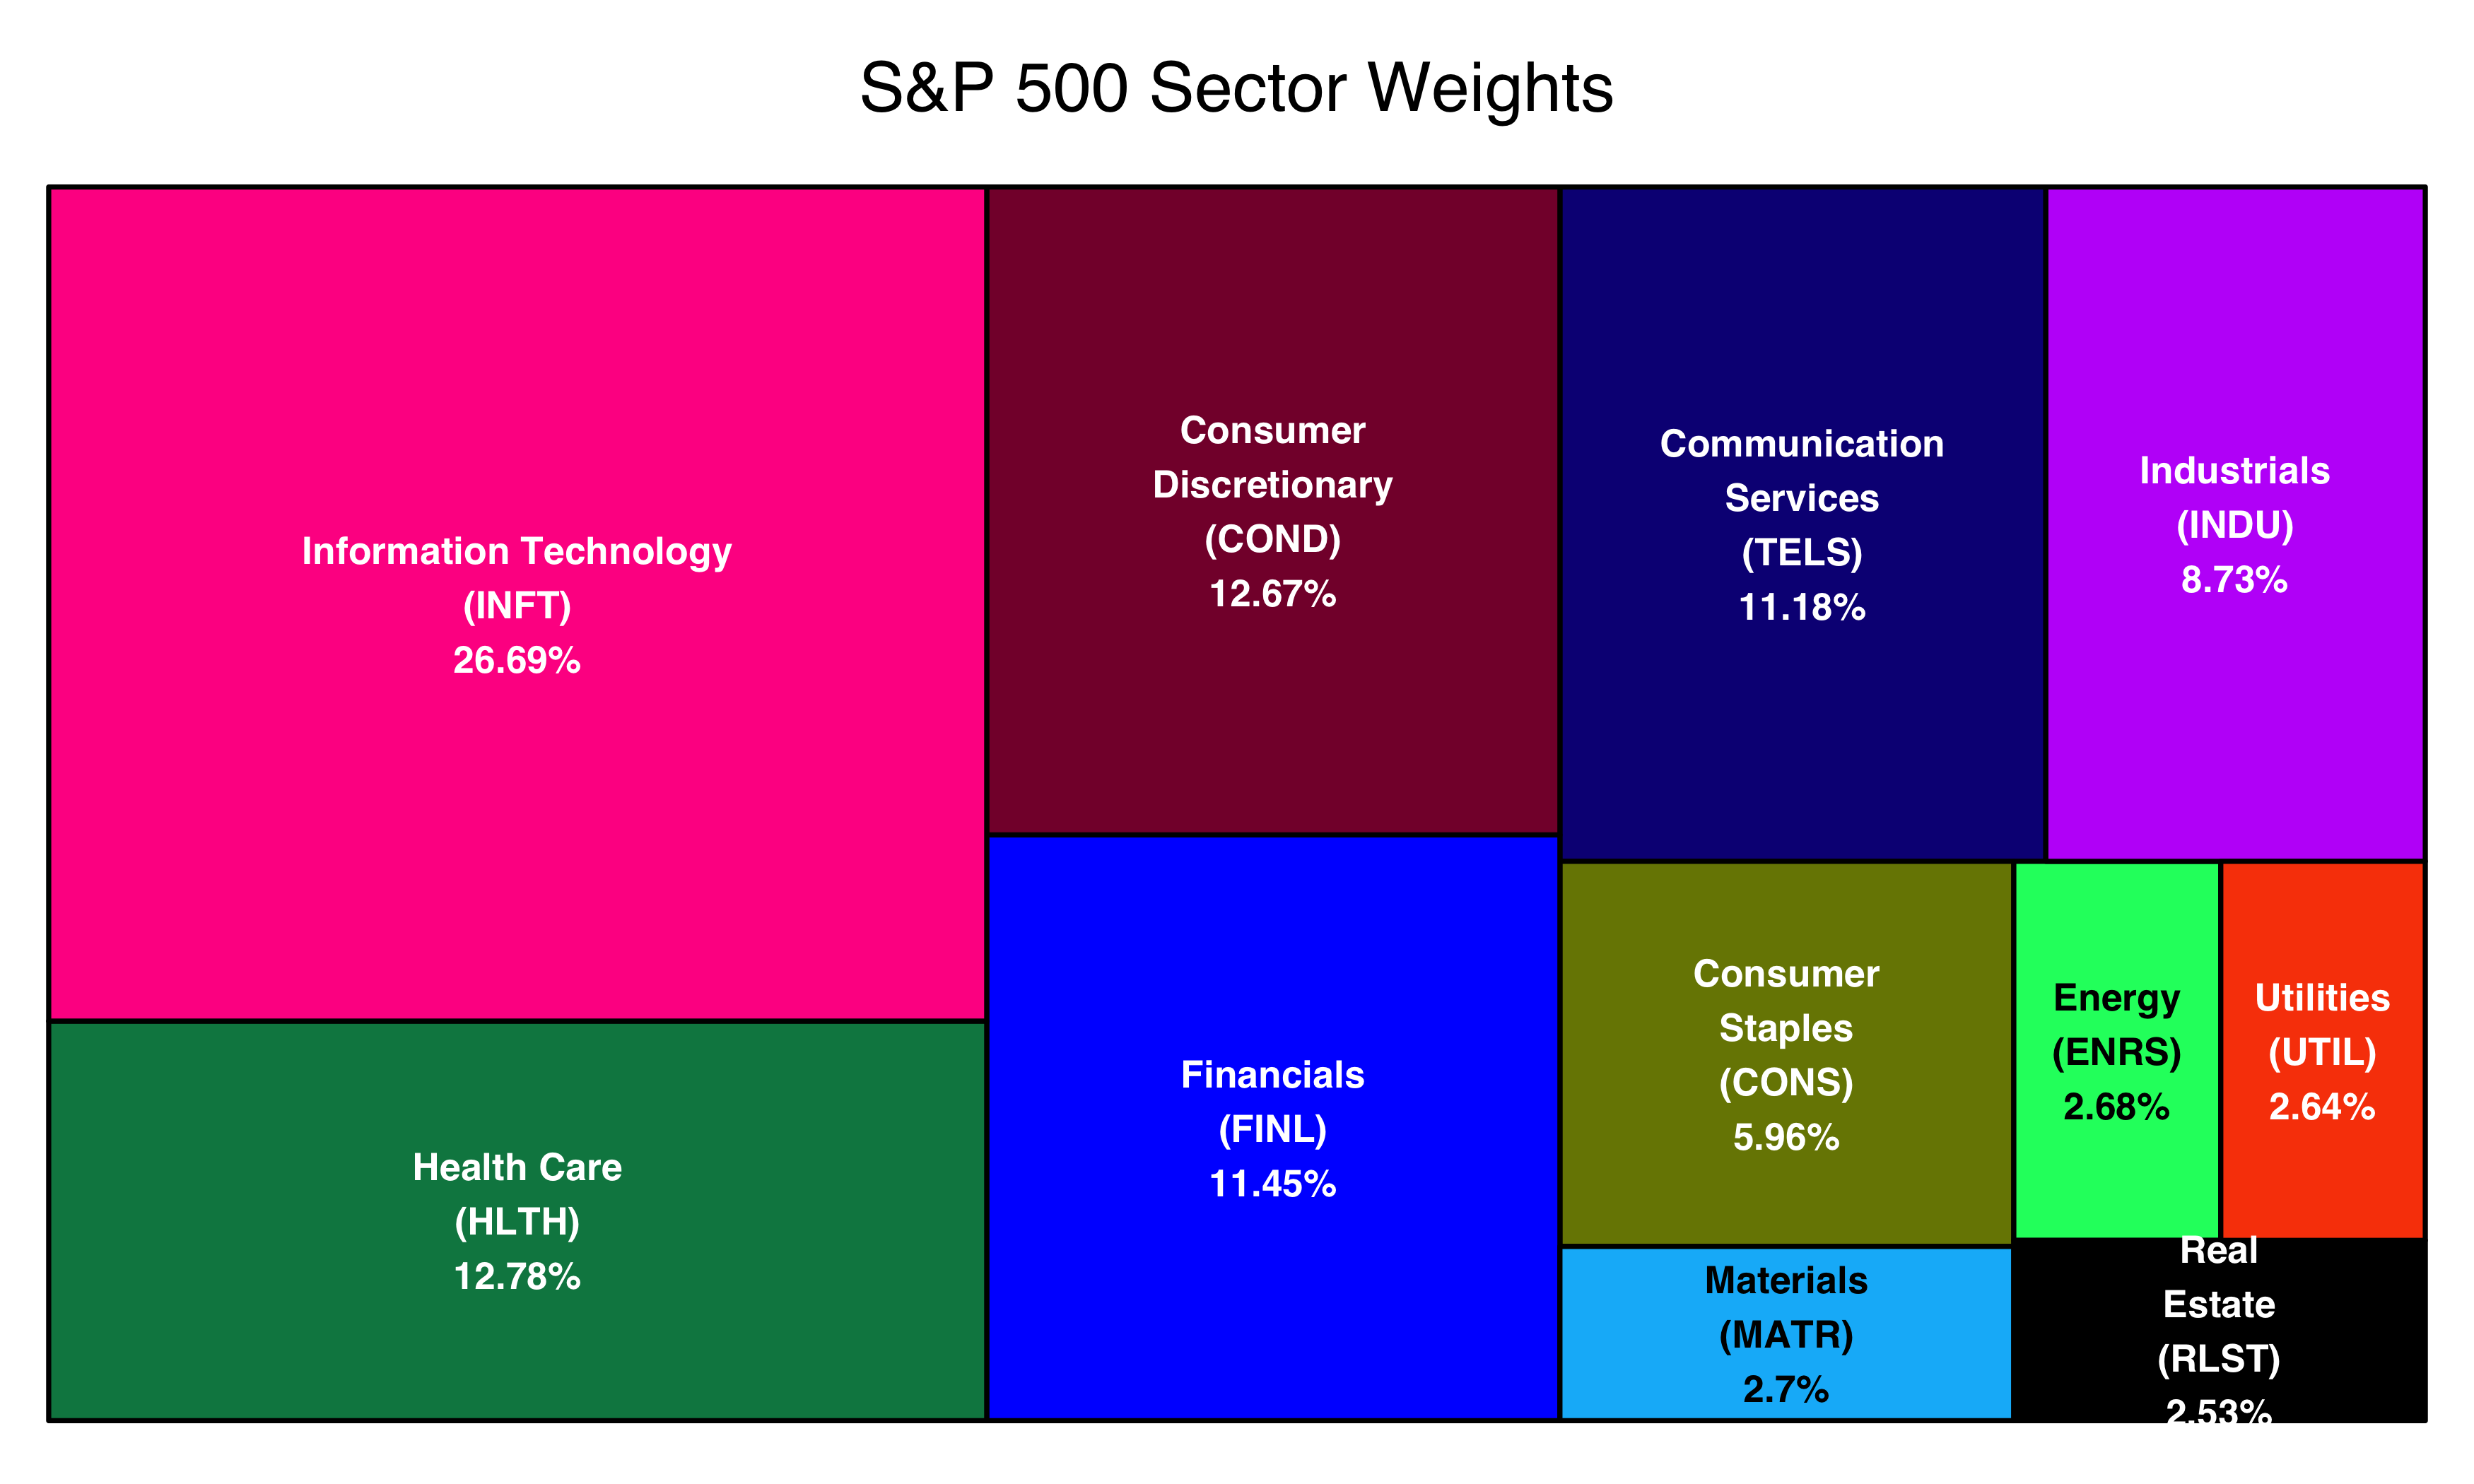 S&P 500 Sector Weights
Information Technology
(INFT)
26.69%
Health Care
(HLTH)
12.78%
Consumer
Discretionary
(COND)
12.67%
Financials
(FINL)
11.45%
Communication
Services
(TELS)
11.18%
Industrials
(INDU)
8.73%
Consumer
Staples
(CONS)
5.96%
Energy
(ENRS)
2.68%
Utilities
(UTIL)
2.64%
Materials
(MATR)
2.7%
Real
Estate
(RLST)
2.53%